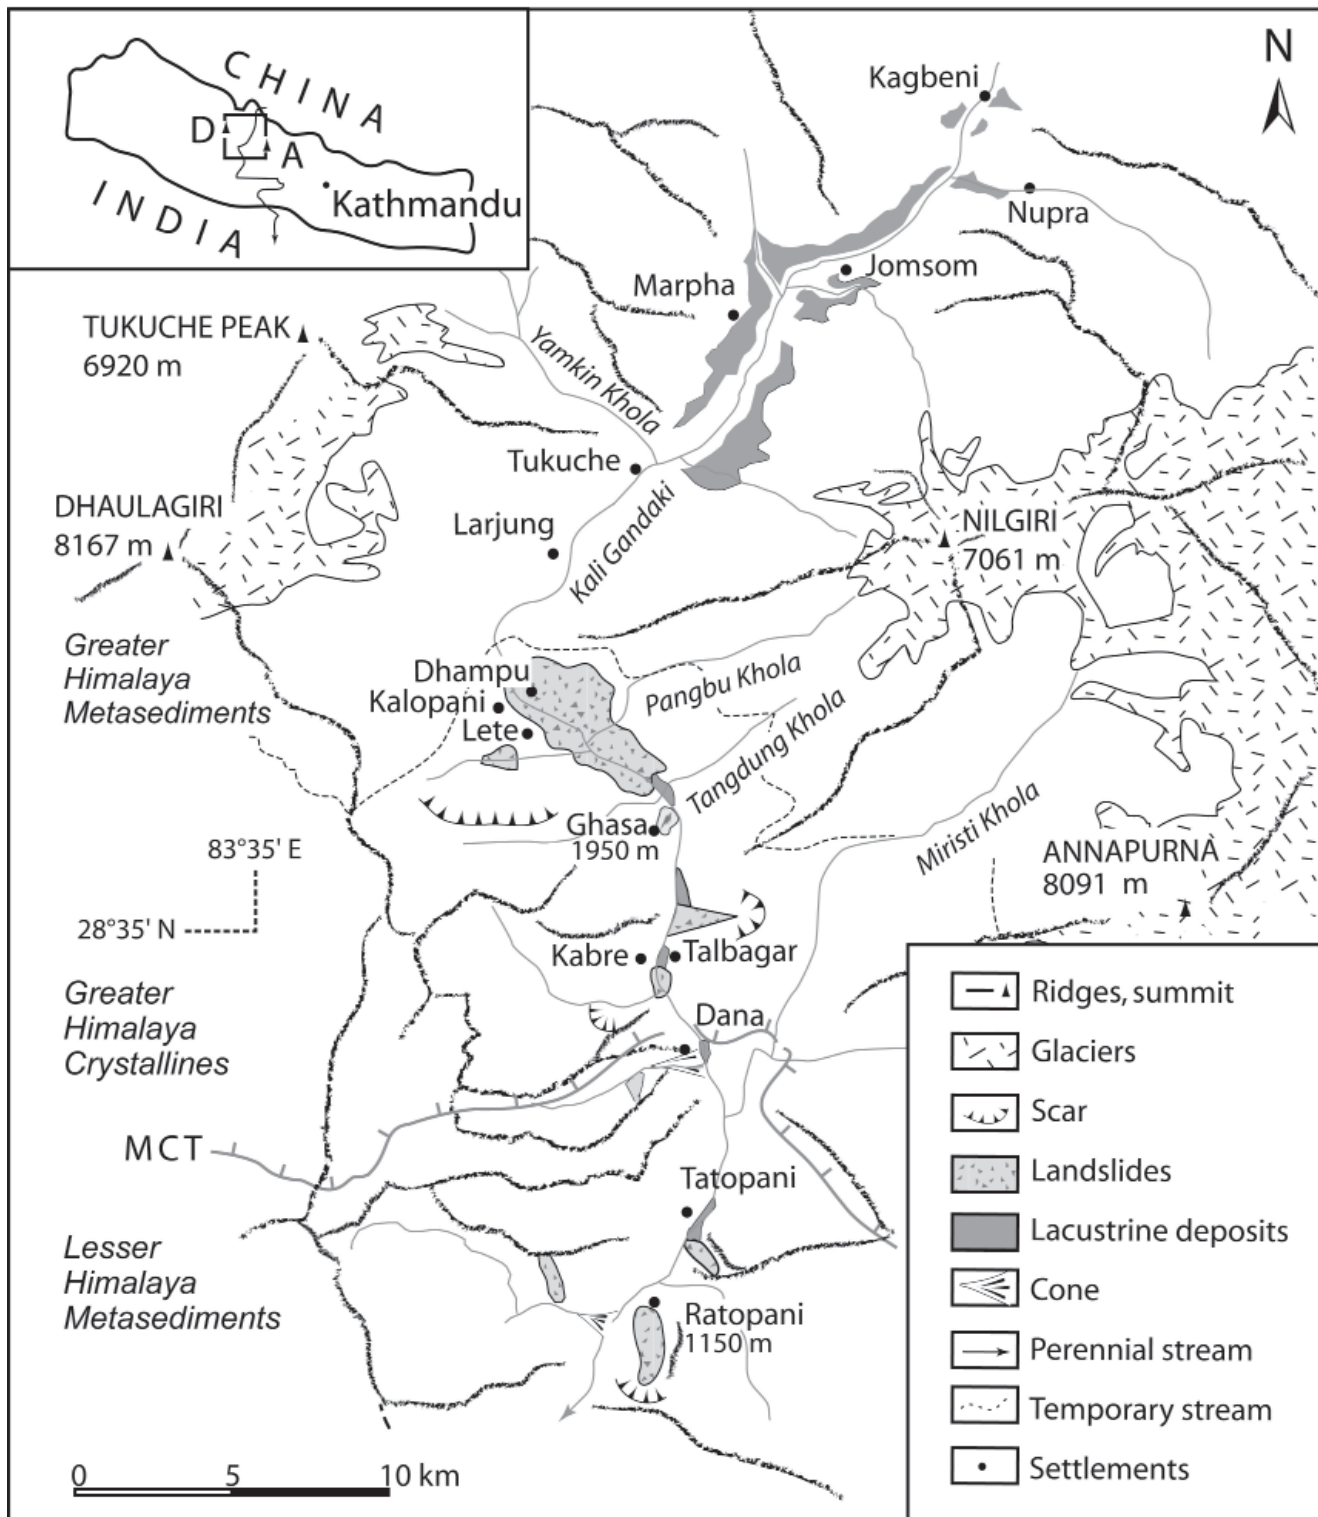 CHINA
D
A
Kathmandu
INDIA
N
Kagbeni
Nupra
Jomsom
Marpha
TUKUCHE PEAK
6920 m
Yamkin Khola
Tukuche
Kali Gandaki
Larjung
DHAULAGIRI
8167 m
NILGIRI
7061 m
Greater
Himalaya
Metasediments
Dhampu
Kalopani
Lete
Pangbu Khola
Tangdung Khola
Miristi Khola
Ghasa
1950 m
83°35' E
28°35' N
ANNAPURNA
8091 m
Kabre
Talbagar
Greater
Himalaya
Crystallines
Dana
MCT
Tatopani
Lesser
Himalaya
Metasediments
Ratopani
1150 m
0 5 10 km
Ridges, summit
Glaciers
Scar
Landslides
Lacustrine deposits
Cone
Perennial stream
Temporary stream
Settlements